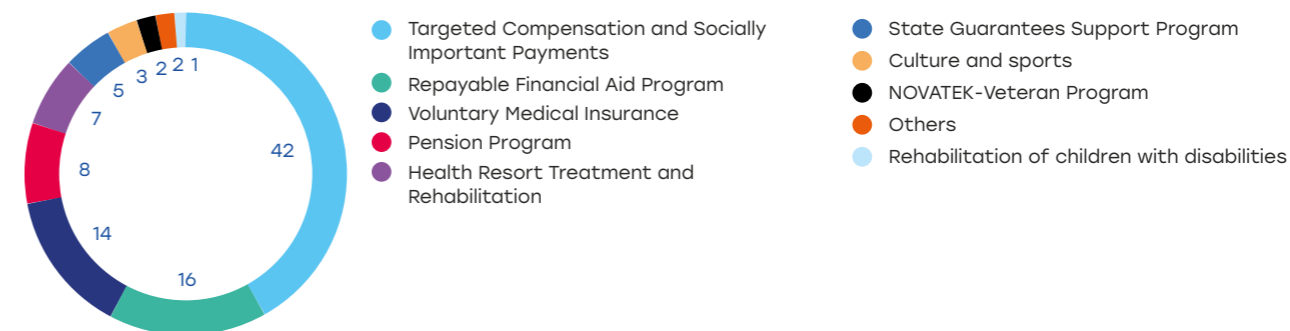 42
16
14
8
7
5
3
2
2
1
Targeted Compensation and Socially
Important Payments
Repayable Financial Aid Program
Voluntary Medical Insurance
Pension Program
Health Resort Treatment and
Rehabilitation
State Guarantees Support Program
Culture and sports
NOVATEK-Veteran Program
Others
Rehabilitation of children with disabilities